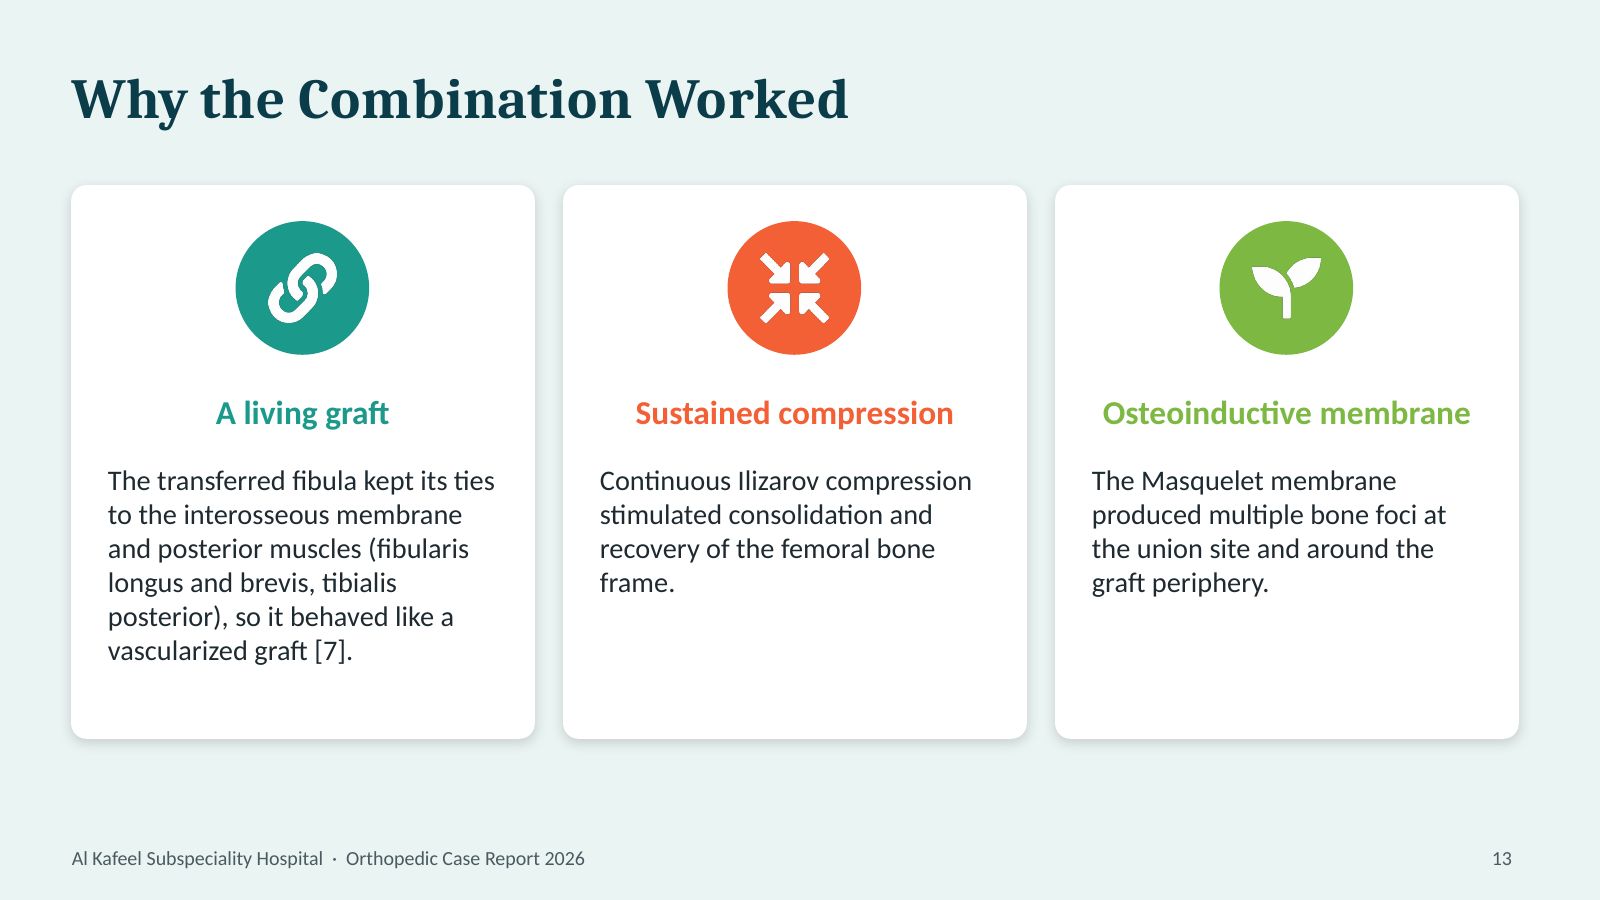 Why the Combination Worked
A living graft
The transferred fibula kept its ties
to the interosseous membrane
and posterior muscles (fibularis
longus and brevis, tibialis
posterior), so it behaved like a
vascularized graft [7].
Sustained compression
Continuous Ilizarov compression
stimulated consolidation and
recovery of the femoral bone
frame.
Osteoinductive membrane
The Masquelet membrane
produced multiple bone foci at
the union site and around the
graft periphery.
Al Kafeel Subspeciality Hospital · Orthopedic Case Report 2026
13